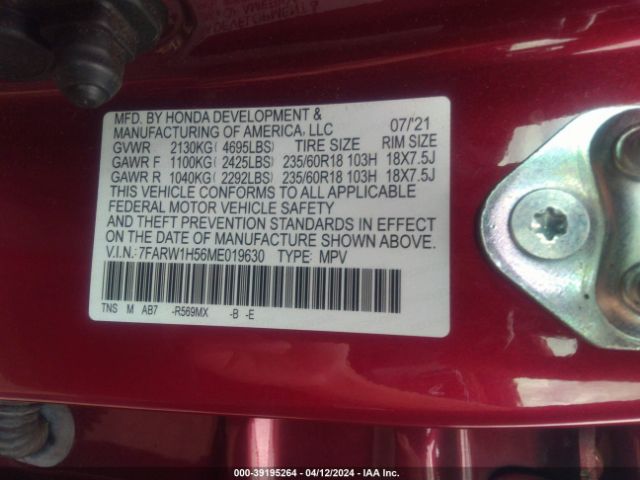 MFD. BY HONDA DEVELOPMENT &
MANUFACTURING OF AMERICA, LLC 07/'21
GVWR 2130KG( 4695LBS) TIRE SIZE RIM SIZE
GAWR F 1100KG( 2425LBS) 235/60R18 103H 18X7.5J
GAWR R 1040KG( 2292LBS) 235/60R18 103H 18X7.5J
THIS VEHICLE CONFORMS TO ALL APPLICABLE
FEDERAL MOTOR VEHICLE SAFETY
AND THEFT PREVENTION STANDARDS IN EFFECT
ON THE DATE OF MANUFACTURE SHOWN ABOVE.
V.I.N.:7FARW1H56ME019630 TYPE: MPV
TNS M AB7 -R569MX -B -E
000-39195264 - 04/12/2024 - IAA Inc.